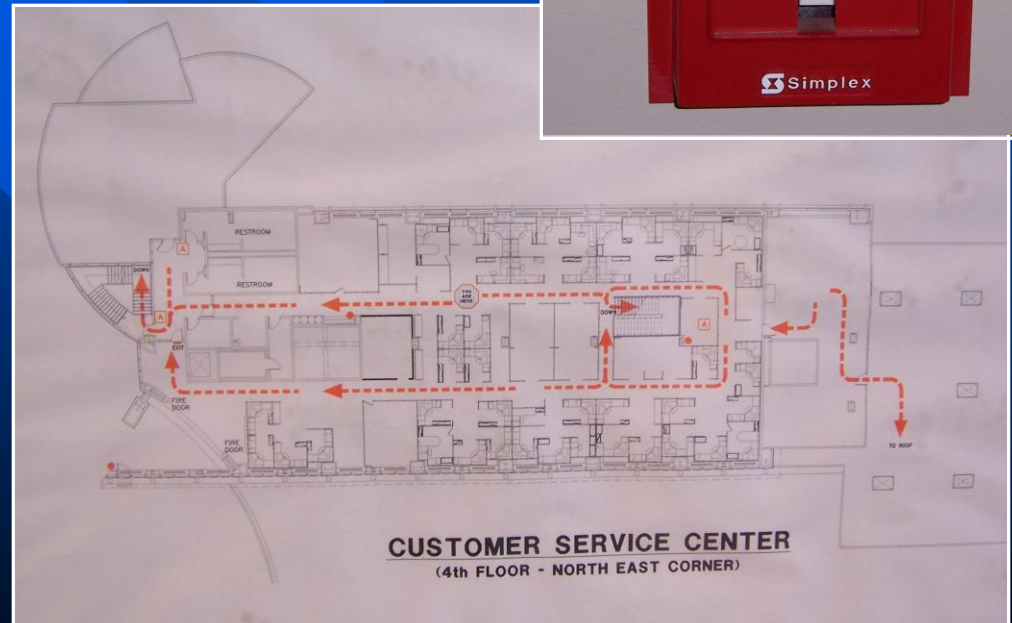 Simplex
RESTROOM
A
DOWN
RESTROOM
YOU
ARE
HERE
DOWN
A
A
EXIT
FIRE
DOOR
FIRE
DOOR
TO ROOF
CUSTOMER SERVICE CENTER
(4th FLOOR - NORTH EAST CORNER)